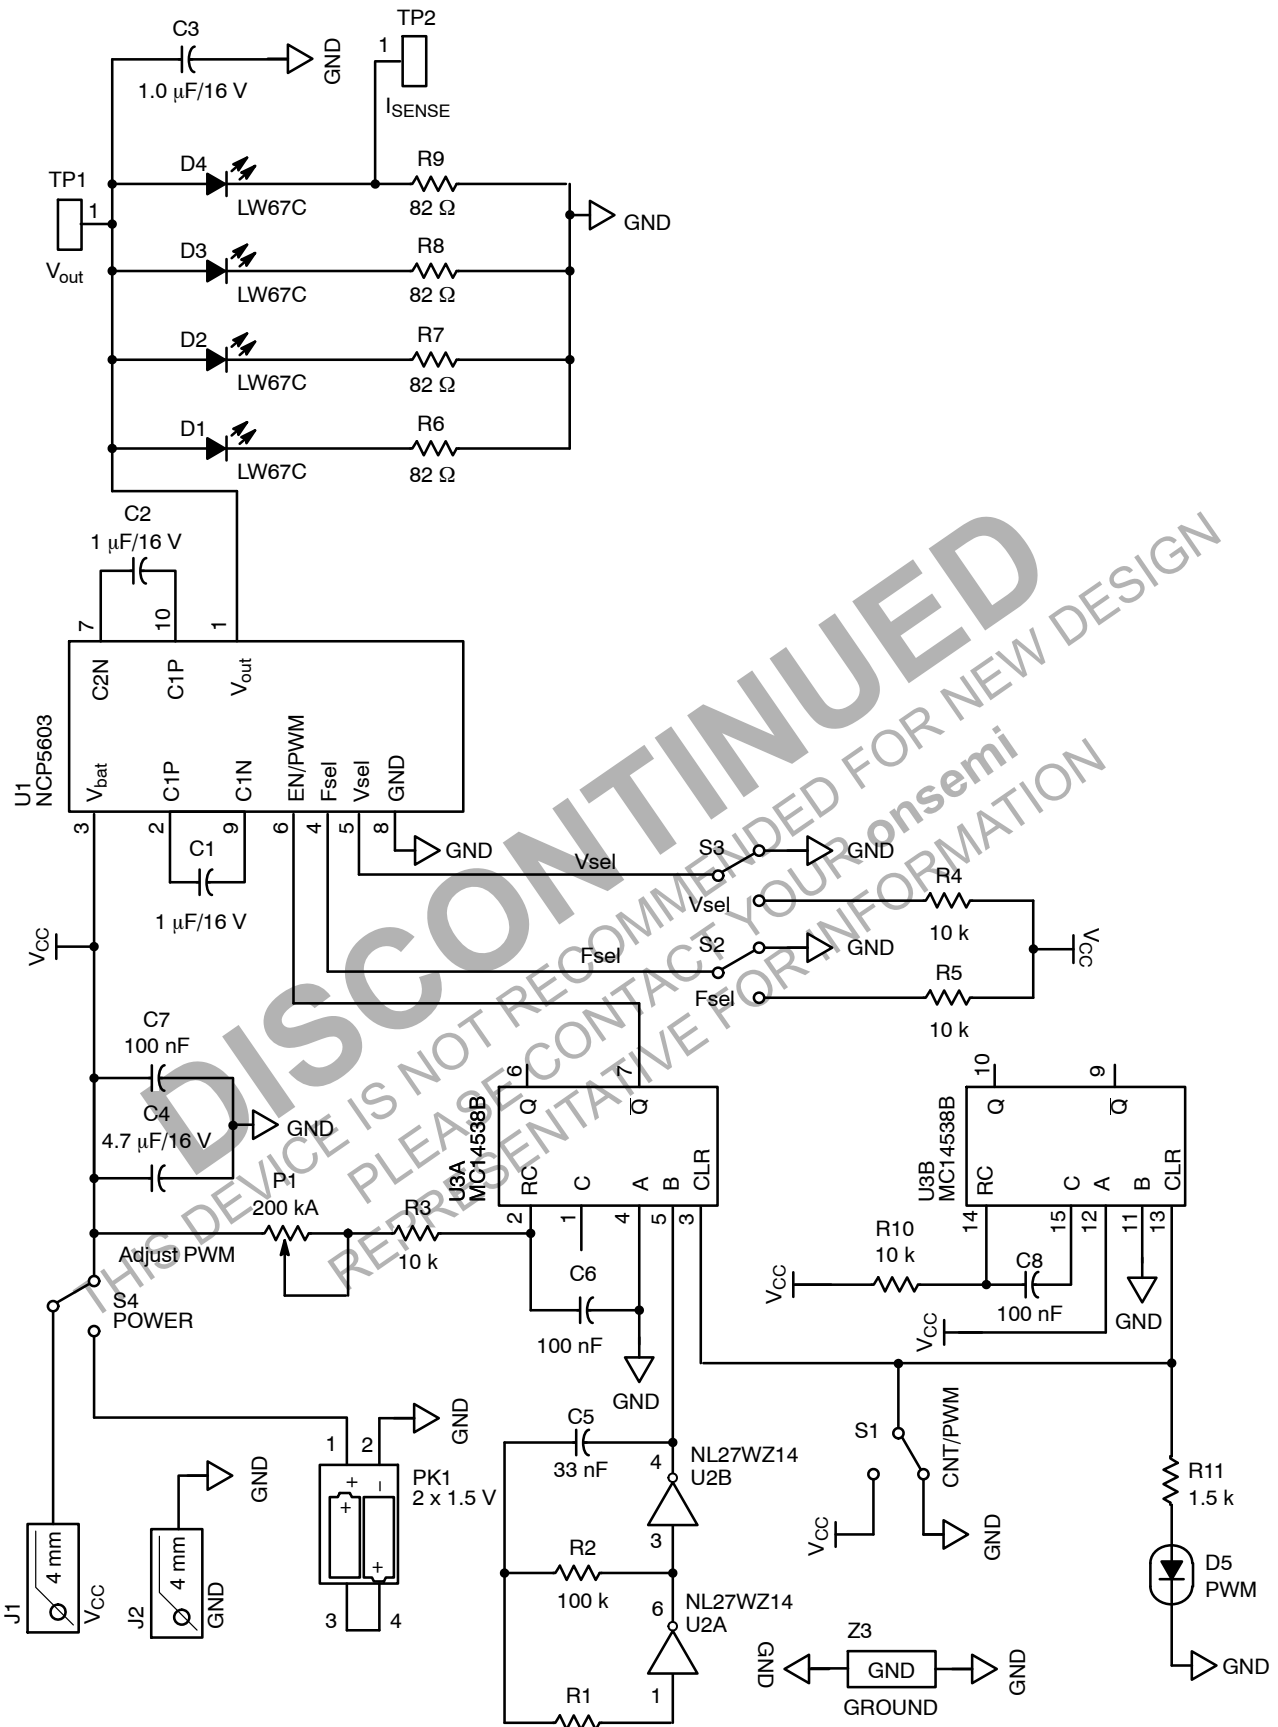 TP2
C3
1
GND
1.0 μF/16 V
ISENSE
D4
R9
TP1
1
LW67C
82 Ω
GND
Vout
D3
R8
LW67C
82 Ω
D2
R7
LW67C
82 Ω
D1
R6
LW67C
82 Ω
C2
1 μF/16 V
7
10
1
C2N
C1P
Vout
U1
NCP5603
Vbat
C1P
C1N
EN/PWM
Fsel
Vsel
GND
3
2
9
6
4
5
8
GND
C1
1 μF/16 V
VCC
Vsel
S3
GND
Vsel
R4
10 k
Fsel
S2
GND
VCC
Fsel
R5
10 k
DISCONTINUED
THIS DEVICE IS NOT RECOMMENDED FOR NEW DESIGN
PLEASE CONTACT YOUR onsemi
REPRESENTATIVE FOR INFORMATION
C7
100 nF
C4
4.7 μF/16 V
GND
P1
200 kA
Adjust PWM
R3
10 k
6
7
Q
Q
U3A
MC14538B
RC
C
A
B
CLR
2
1
4
5
3
C6
100 nF
GND
10
9
Q
Q
U3B
MC14538B
RC
C
A
B
CLR
14
15
12
11
13
R10
10 k
VCC
C8
100 nF
VCC
GND
S4
POWER
1
2
GND
PK1
2 x 1.5 V
+
−
+
+
3
4
GND
J1
4 mm
VCC
J2
4 mm
GND
C5
33 nF
4
NL27WZ14
U2B
3
R2
100 k
6
NL27WZ14
U2A
1
R1
S1
CNT/PWM
VCC
GND
R11
1.5 k
D5
PWM
GND
Z3
GND
GND
GND
GROUND